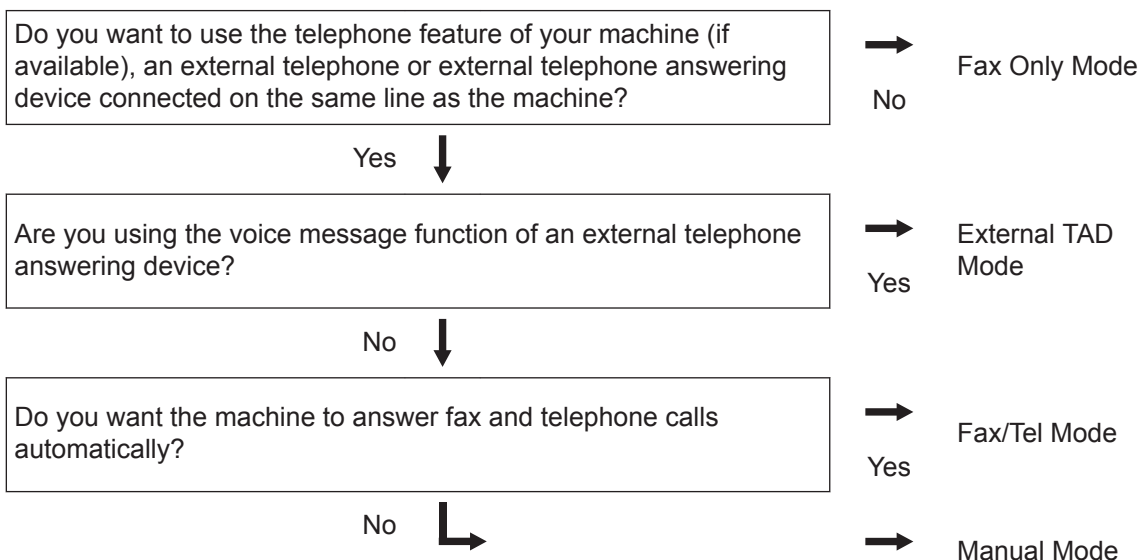 Do you want to use the telephone feature of your machine (if
available), an external telephone or external telephone answering
device connected on the same line as the machine?
No
Fax Only Mode
Yes
Are you using the voice message function of an external telephone
answering device?
Yes
External TAD
Mode
No
Do you want the machine to answer fax and telephone calls
automatically?
Yes
Fax/Tel Mode
No
Manual Mode